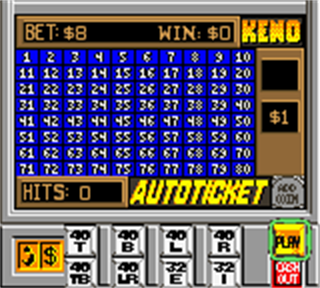 BET: $8 WIN: $0 KENO
1 2 3 4 5 6 7 8 9 10
11 12 13 14 15 16 17 18 19 20
21 22 23 24 25 26 27 28 29 30
31 32 33 34 35 36 37 38 39 40
41 42 43 44 45 46 47 48 49 50
51 52 53 54 55 56 57 58 59 60
61 62 63 64 65 66 67 68 69 70
71 72 73 74 75 76 77 78 79 80
$1
HITS: 0 AUTOTICKET ADD COIN
40 T 40 B 40 L 40 R PLAY
$ 40 TB 40 LR 32 E 32 I CASH OUT